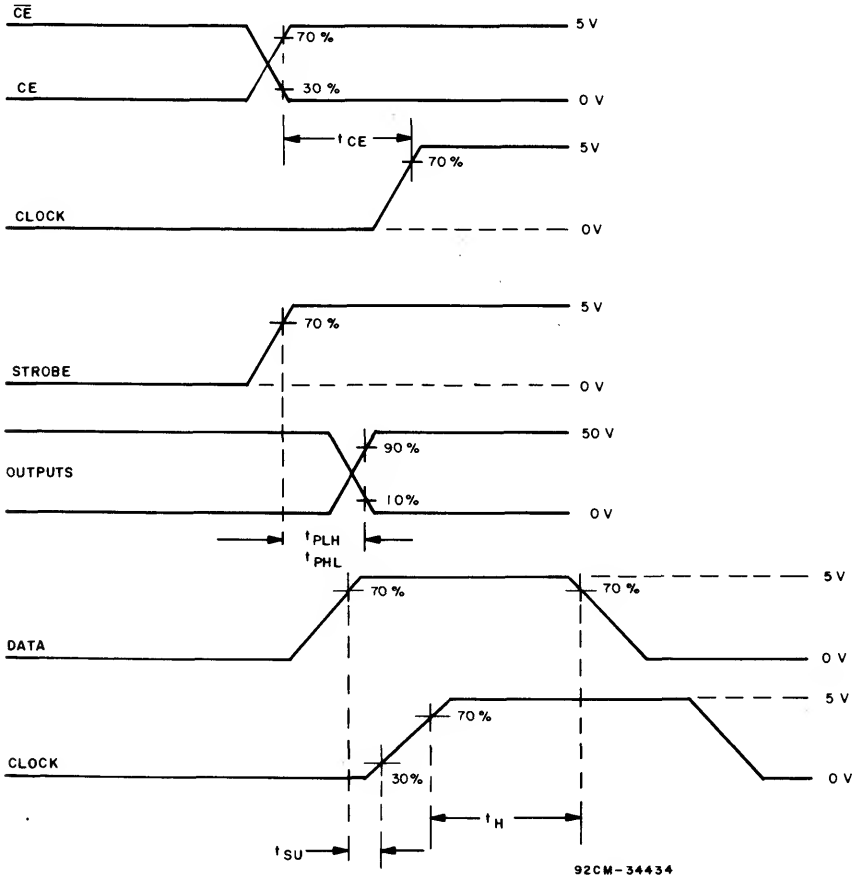 C̅E̅
5 V
70 %
30 %
CE
0 V
t CE
5 V
70 %
CLOCK
0 V
5 V
70 %
STROBE
0 V
50 V
90 %
OUTPUTS
10 %
0 V
t PLH
t PHL
5 V
70 %
70 %
DATA
0 V
5 V
70 %
CLOCK
30%
0 V
t H
t SU
92CM-34434